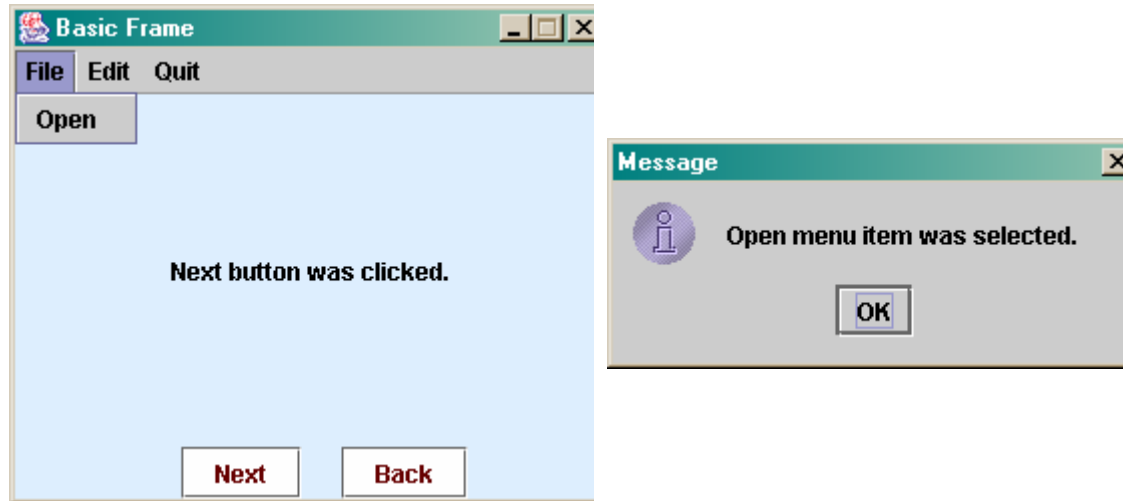 Basic Frame
File Edit Quit
Open
Next button was clicked.
Next Back
Message
Open menu item was selected.
OK